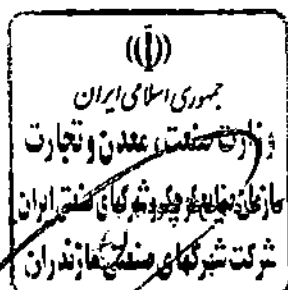 جمهوری اسلامی ایران
وزارت صنعت، معدن و تجارت
سازمان صنایع کوچک و شهرکهای صنعتی ایران
شرکت شهرکهای صنعتی مازندران